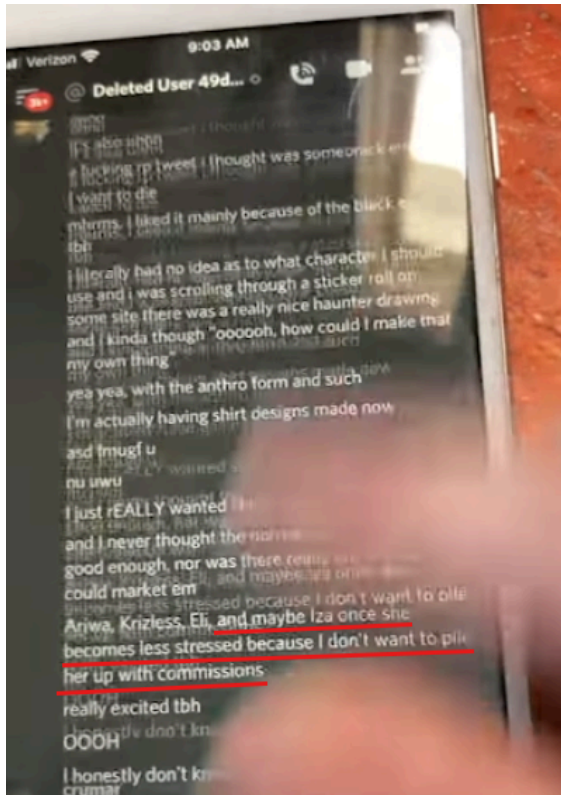 Verizon
9:03 AM
3k+
@ Deleted User 49d...
It's also uhhh
a fucking rp tweet i thought was someone
I want to die
mhrms, I liked it mainly because of the black e
tbh
I literally had no idea as to what character I should
use and i was scrolling through a sticker roll on
some site there was a really nice haunter drawing
and i kinda though "oooooh, how could I make that
my own thing"
yea yea, with the anthro form and such
I'm actually having shirt designs made now
asd fmugf u
nu uwu
I just rEALLY wanted
and I never thought the
good enough, nor was there
could market em
Ariwa, Krizless, Eli, and maybe Iza once she
becomes less stressed because I don't want to pile
her up with commissions
really excited tbh
OOOH
I honestly don't kn
crumar